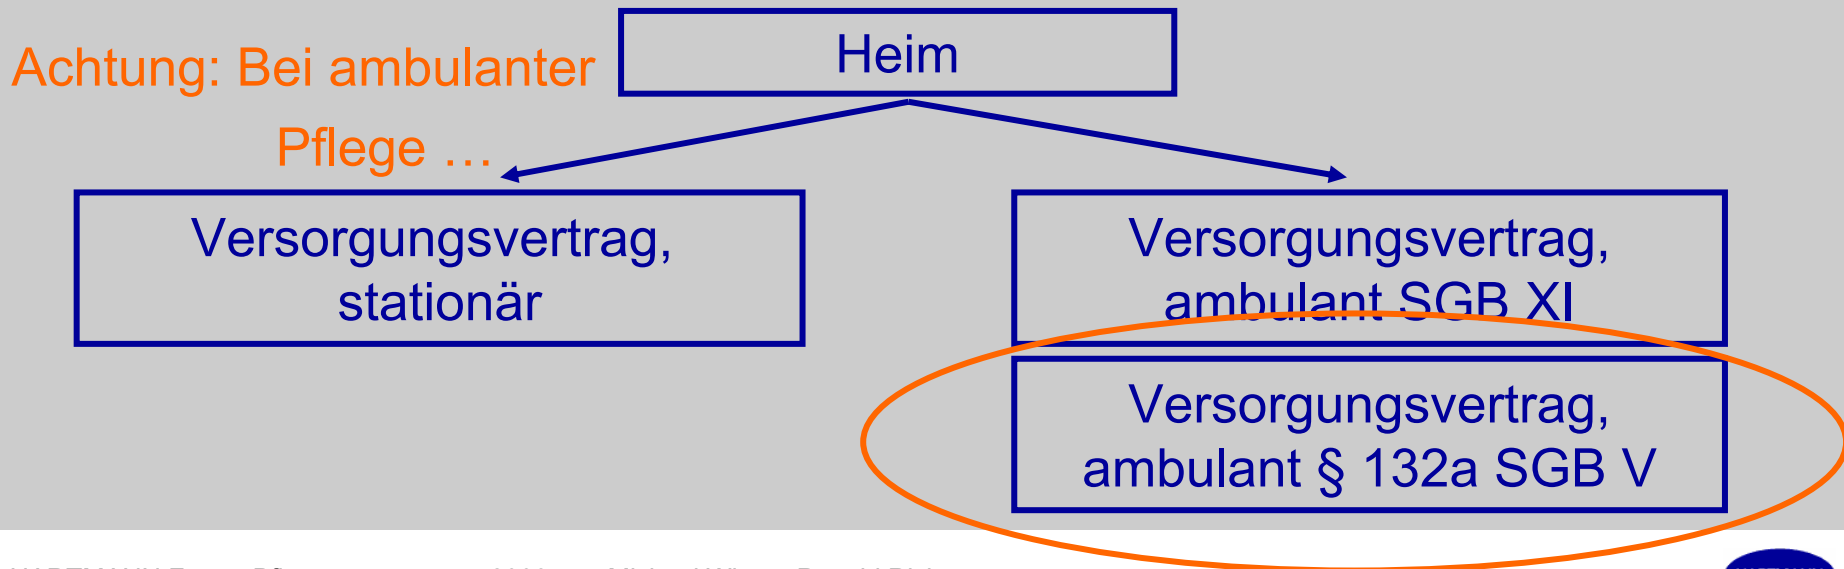 Heim
Achtung: Bei ambulanter
Pflege …
Versorgungsvertrag,
stationär
Versorgungsvertrag,
ambulant SGB XI
Versorgungsvertrag,
ambulant § 132a SGB V